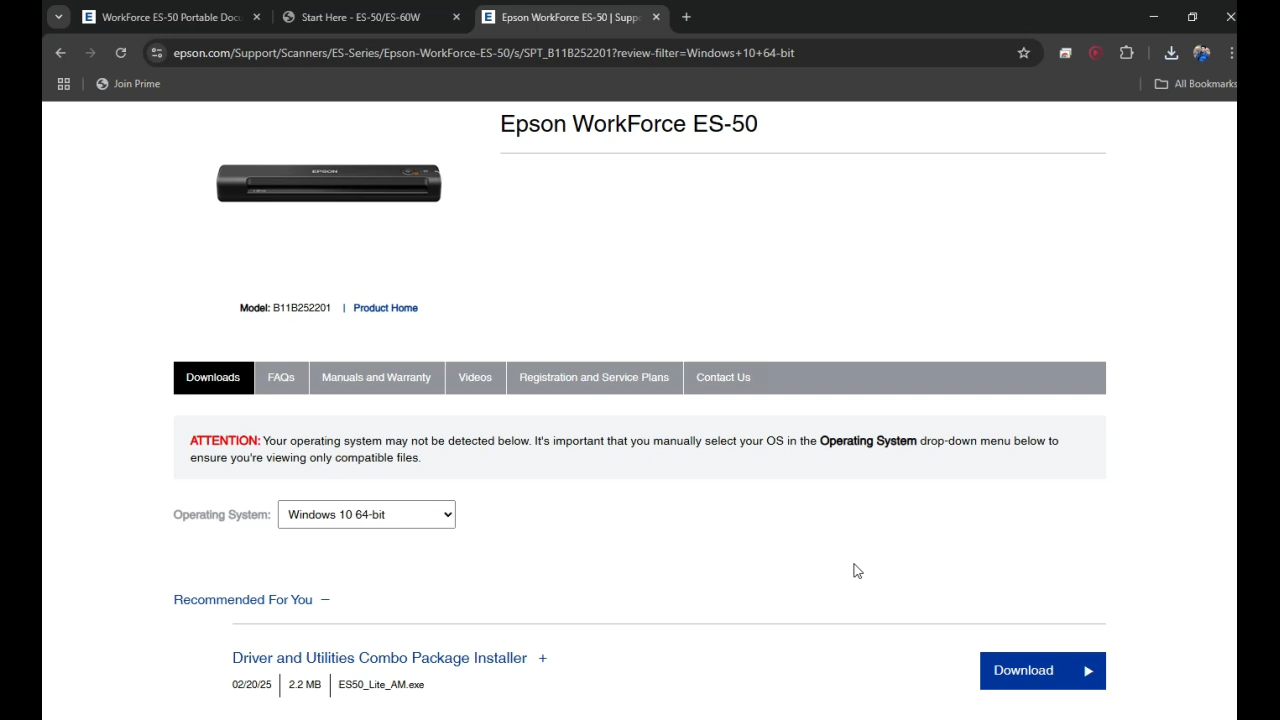 WorkForce ES-50 Portable Docu
Start Here - ES-50/ES-60W
Epson WorkForce ES-50 | Suppo
epson.com/Support/Scanners/ES-Series/Epson-WorkForce-ES-50/s/SPT_B11B252201?review-filter=Windows+10+64-bit
Join Prime
All Bookmarks
Epson WorkForce ES-50
EPSON
Model: B11B252201 | Product Home
Downloads FAQs Manuals and Warranty Videos Registration and Service Plans Contact Us
ATTENTION: Your operating system may not be detected below. It's important that you manually select your OS in the Operating System drop-down menu below to
ensure you're viewing only compatible files.
Operating System: Windows 10 64-bit
Recommended For You −
Driver and Utilities Combo Package Installer +
02/20/25 2.2 MB ES50_Lite_AM.exe
Download